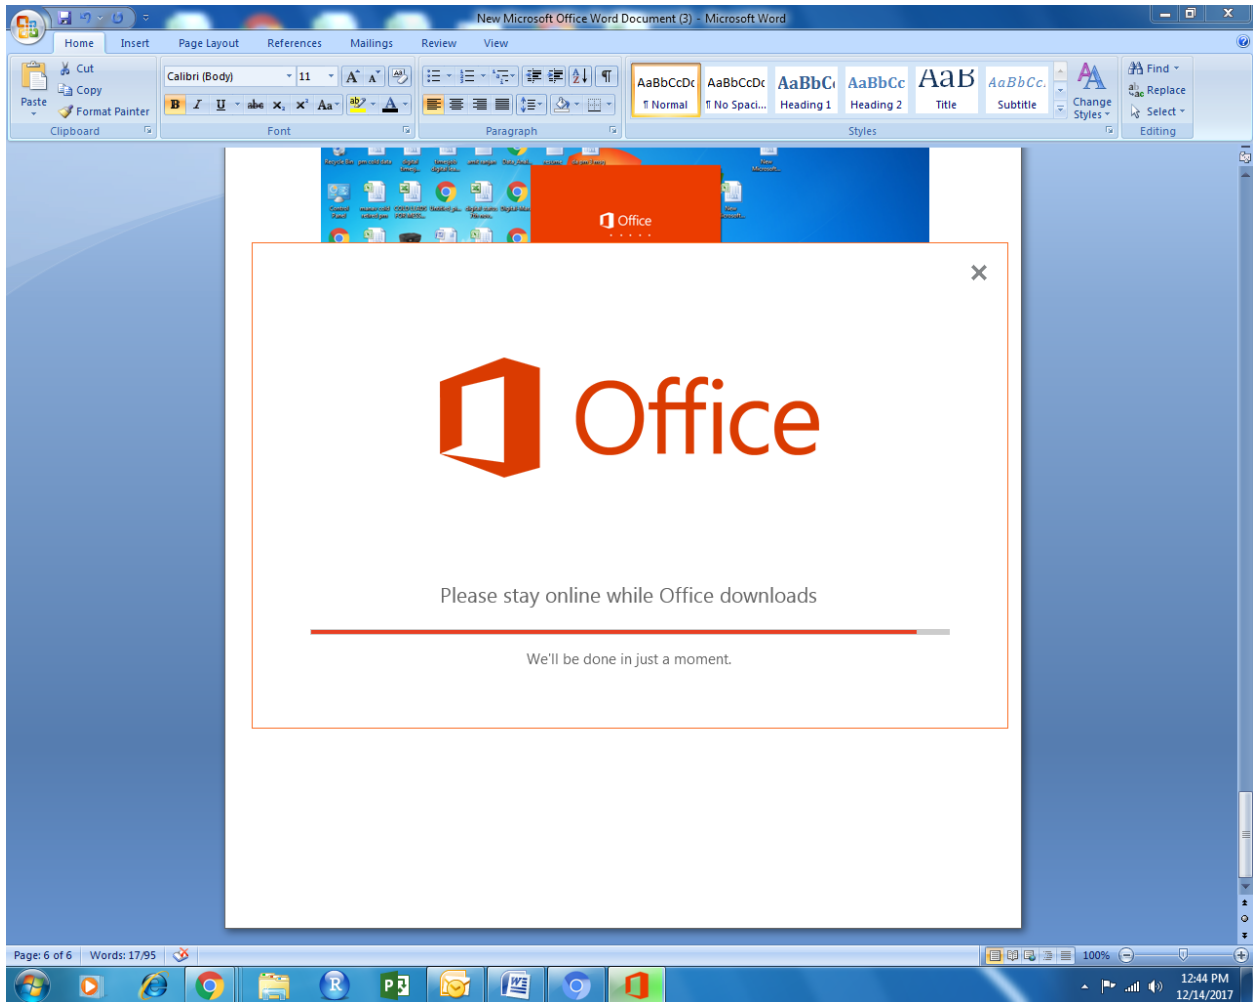 New Microsoft Office Word Document (3) - Microsoft Word
Home Insert Page Layout References Mailings Review View
Paste
Cut
Copy
Format Painter
Clipboard
Calibri (Body) 11
Font
Paragraph
AaBbCcDc AaBbCcDc AaBbC AaBbCc AaB AaBbCc.
¶ Normal ¶ No Spaci... Heading 1 Heading 2 Title Subtitle
Change
Styles
Styles
Find
Replace
Select
Editing
Control
Panel
Office
Office
Please stay online while Office downloads
We'll be done in just a moment.
Page: 6 of 6 Words: 17/95 100%
12:44 PM
12/14/2017